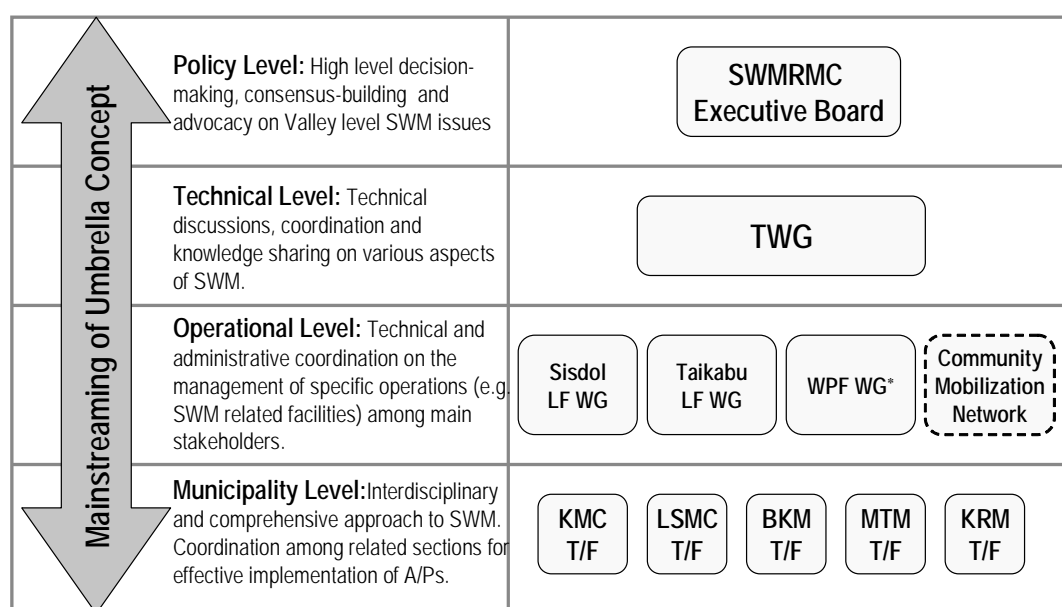 Mainstreaming of Umbrella Concept
Policy Level: High level decision-
making, consensus-building and
advocacy on Valley level SWM issues
SWMRMC
Executive Board
Technical Level: Technical
discussions, coordination and
knowledge sharing on various aspects
of SWM.
TWG
Operational Level: Technical and
administrative coordination on the
management of specific operations (e.g.
SWM related facilities) among main
stakeholders.
Sisdol
LF WG
Taikabu
LF WG
WPF WG*
Community
Mobilization
Network
Municipality Level:Interdisciplinary
and comprehensive approach to SWM.
Coordination among related sections for
effective implementation of A/Ps.
KMC
T/F
LSMC
T/F
BKM
T/F
MTM
T/F
KRM
T/F